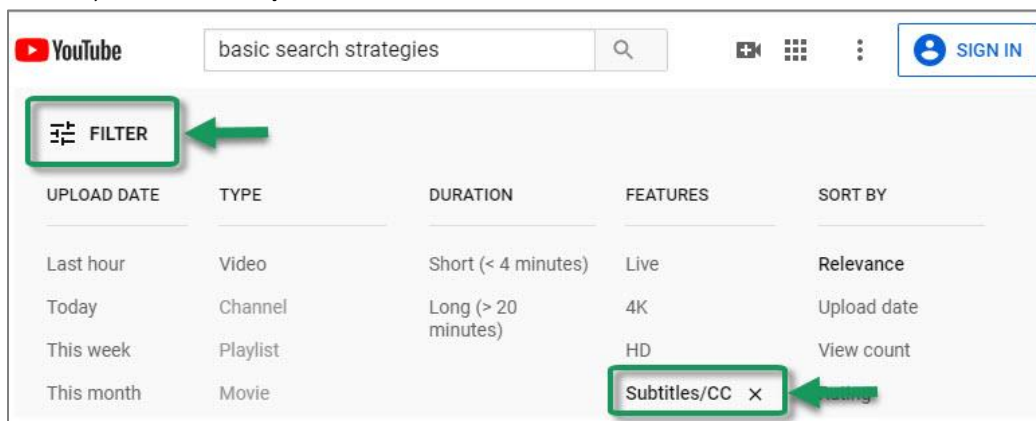 YouTube basic search strategies SIGN IN
FILTER
UPLOAD DATE TYPE DURATION FEATURES SORT BY
Last hour Video Short (< 4 minutes) Live Relevance
Today Channel Long (> 20 minutes) 4K Upload date
This week Playlist HD View count
This month Movie Subtitles/CC ×